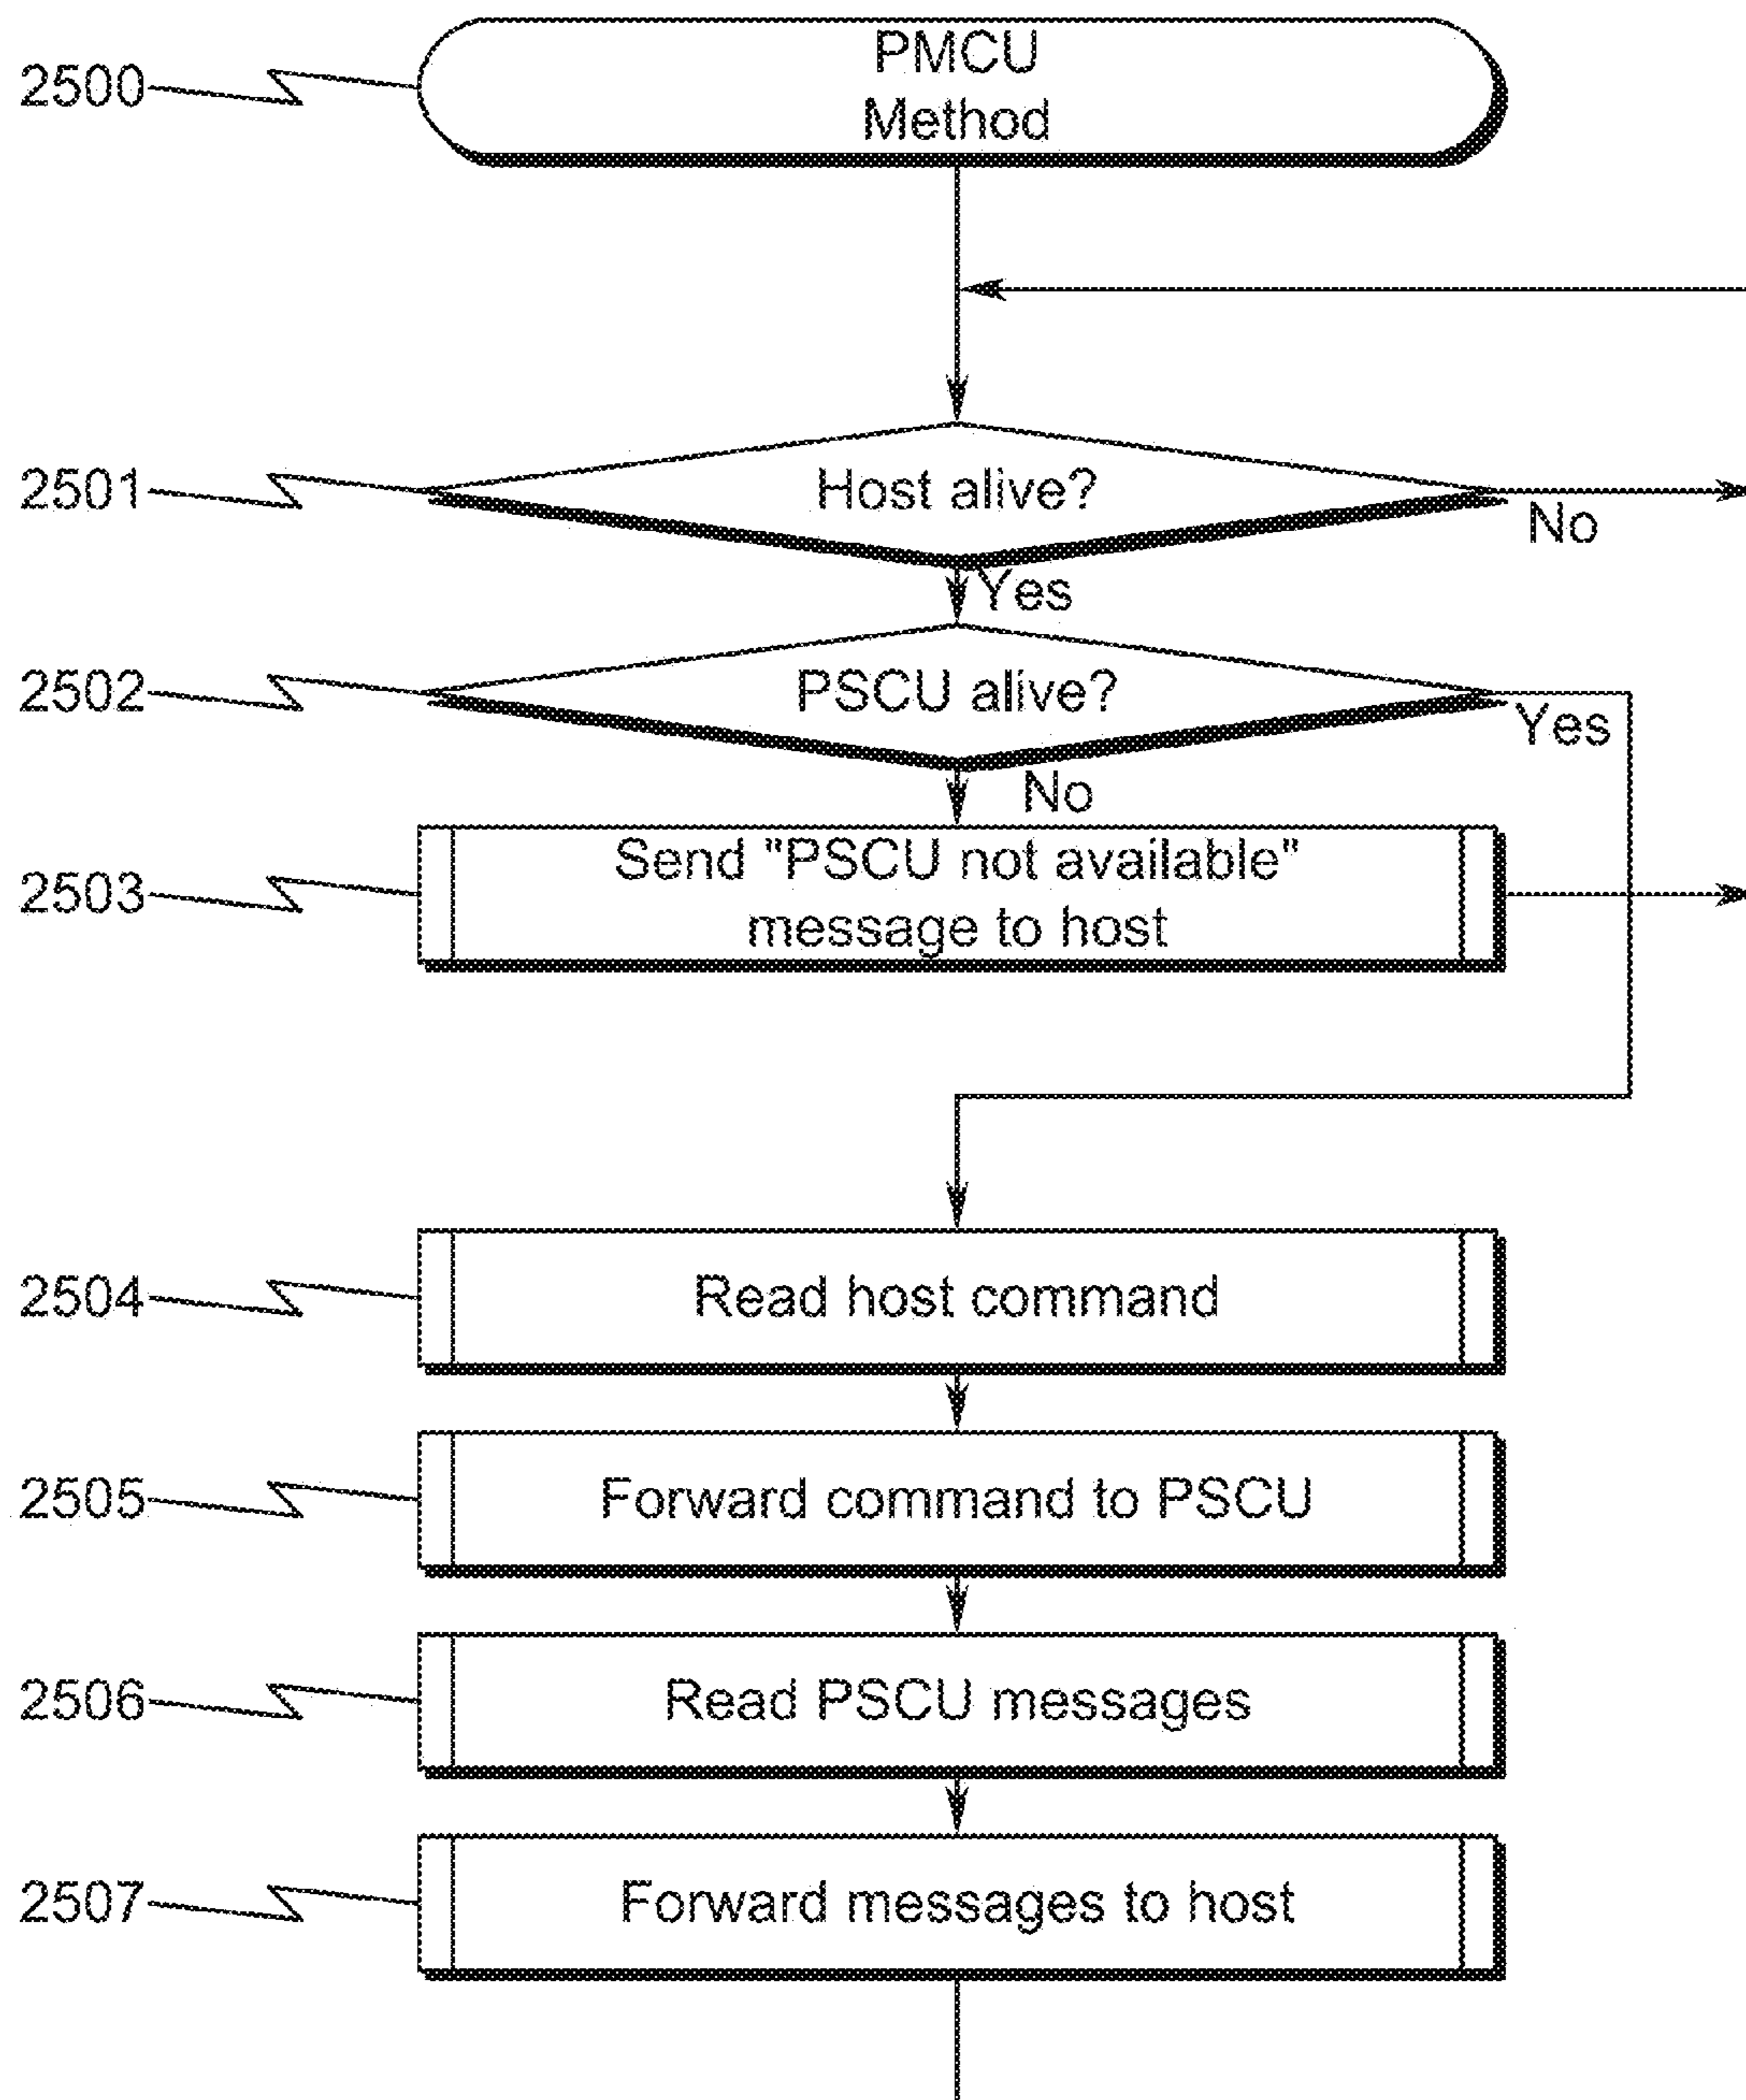 2500
PMCU
Method
2501
Host alive?
No
Yes
2502
PSCU alive?
Yes
No
2503
Send "PSCU not available"
message to host
2504
Read host command
2505
Forward command to PSCU
2506
Read PSCU messages
2507
Forward messages to host